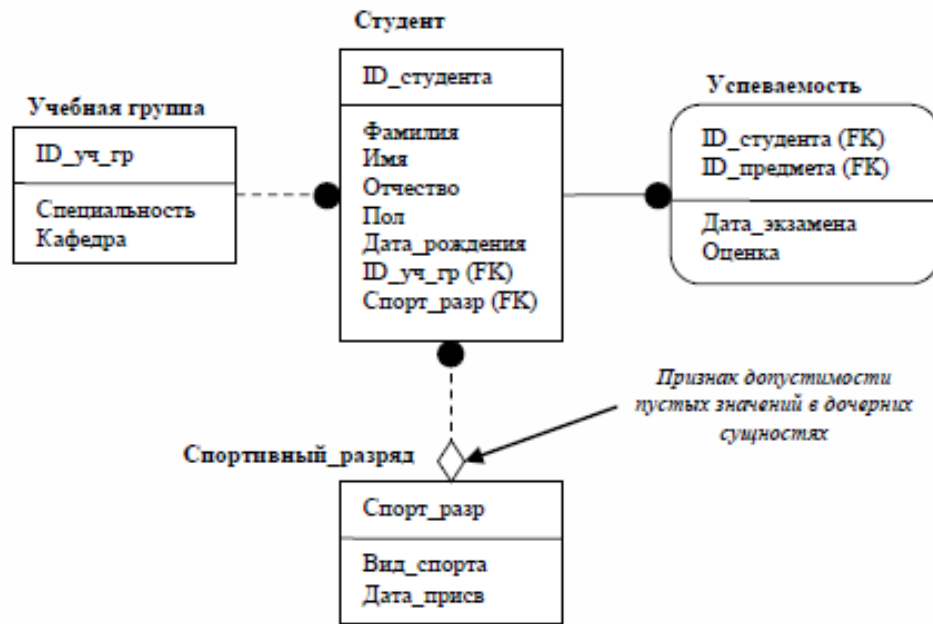 Студент
ID_студента
Фамилия
Имя
Отчество
Пол
Дата_рождения
ID_уч_гр (FK)
Спорт_разр (FK)
Учебная группа
ID_уч_гр
Специальность
Кафедра
Успеваемость
ID_студента (FK)
ID_предмета (FK)
Дата_экзамена
Оценка
Признак допустимости
пустых значений в дочерних
сущностях
Спортивный_разряд
Спорт_разр
Вид_спорта
Дата_присв